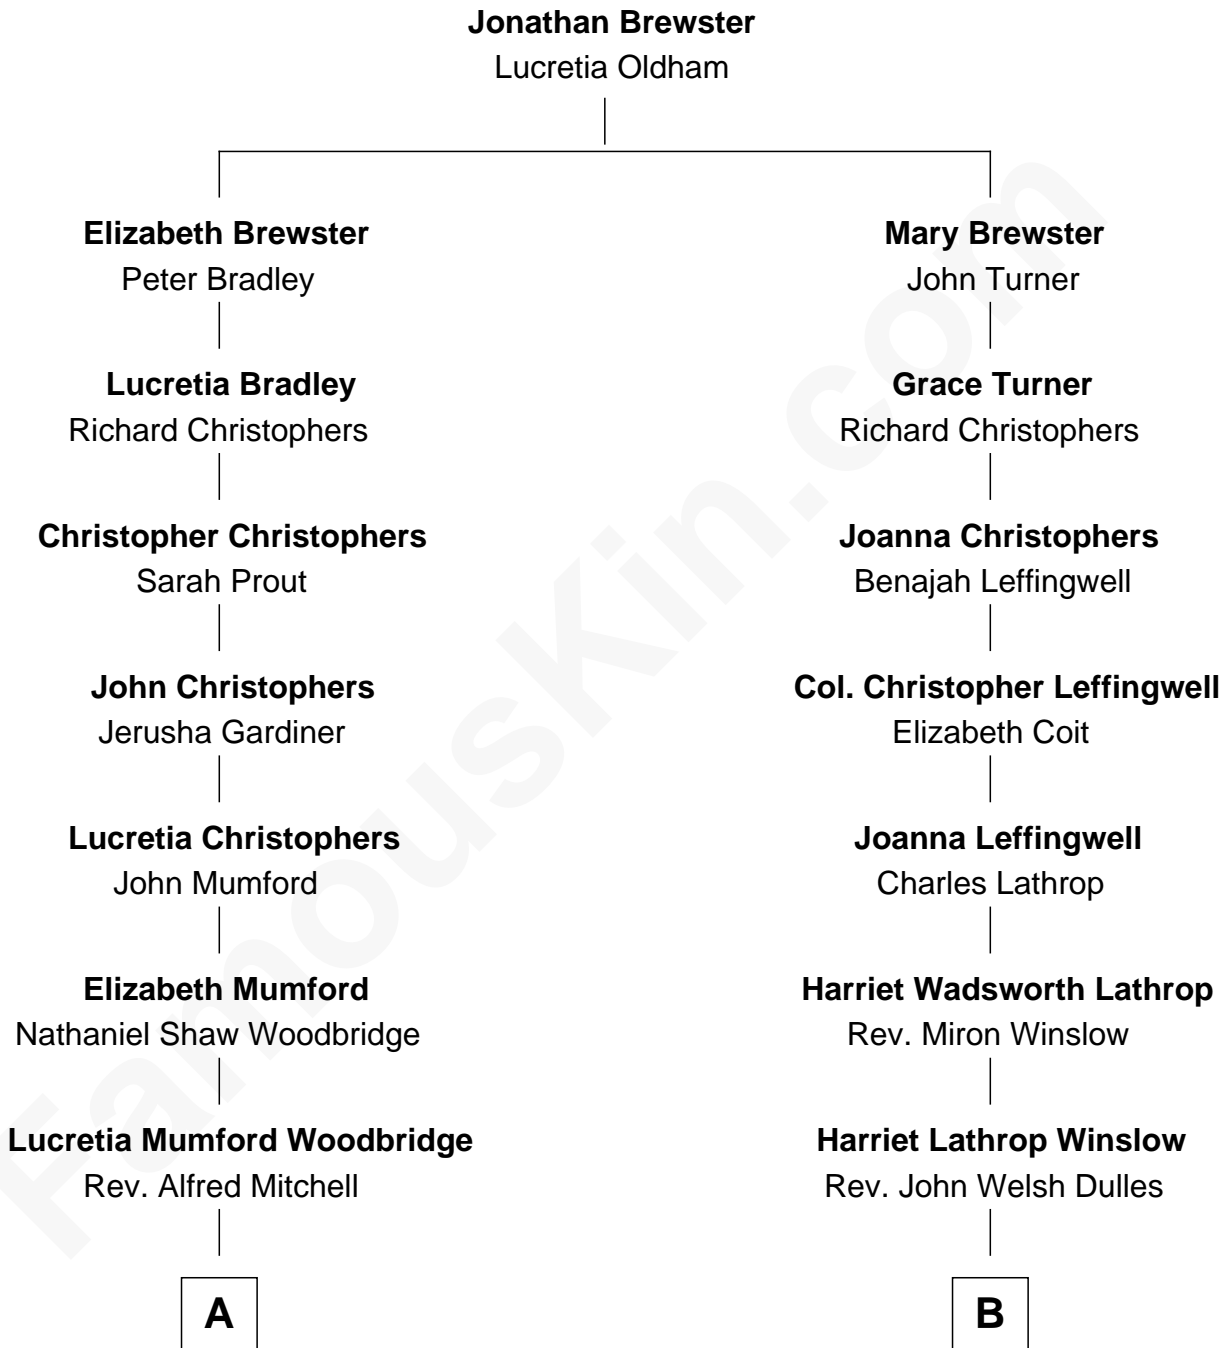 Jonathan Brewster
Lucretia Oldham
Elizabeth Brewster
Peter Bradley
Mary Brewster
John Turner
Lucretia Bradley
Richard Christophers
Grace Turner
Richard Christophers
Christopher Christophers
Sarah Prout
Joanna Christophers
Benajah Leffingwell
John Christophers
Jerusha Gardiner
Col. Christopher Leffingwell
Elizabeth Coit
Lucretia Christophers
John Mumford
Joanna Leffingwell
Charles Lathrop
Elizabeth Mumford
Nathaniel Shaw Woodbridge
Harriet Wadsworth Lathrop
Rev. Miron Winslow
Lucretia Mumford Woodbridge
Rev. Alfred Mitchell
Harriet Lathrop Winslow
Rev. John Welsh Dulles
A
B
FamousKin.com